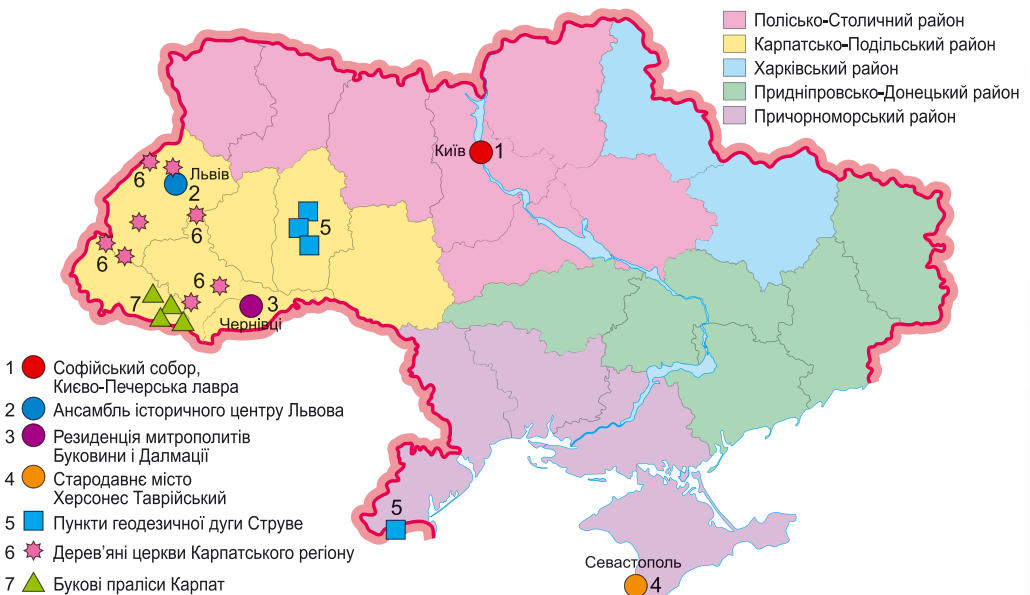 Полісько-Столичний район
Карпатсько-Подільський район
Харківський район
Придніпровсько-Донецький район
Причорноморський район
Київ 1
Львів
6
2
6
5
6
6
7
3
Чернівці
5
Севастополь
4
1 Софійський собор,
Києво-Печерська лавра
2 Ансамбль історичного центру Львова
3 Резиденція митрополитів
Буковини і Далмації
4 Стародавнє місто
Херсонес Таврійський
5 Пункти геодезичної дуги Струве
6 Дерев’яні церкви Карпатського регіону
7 Букові праліси Карпат